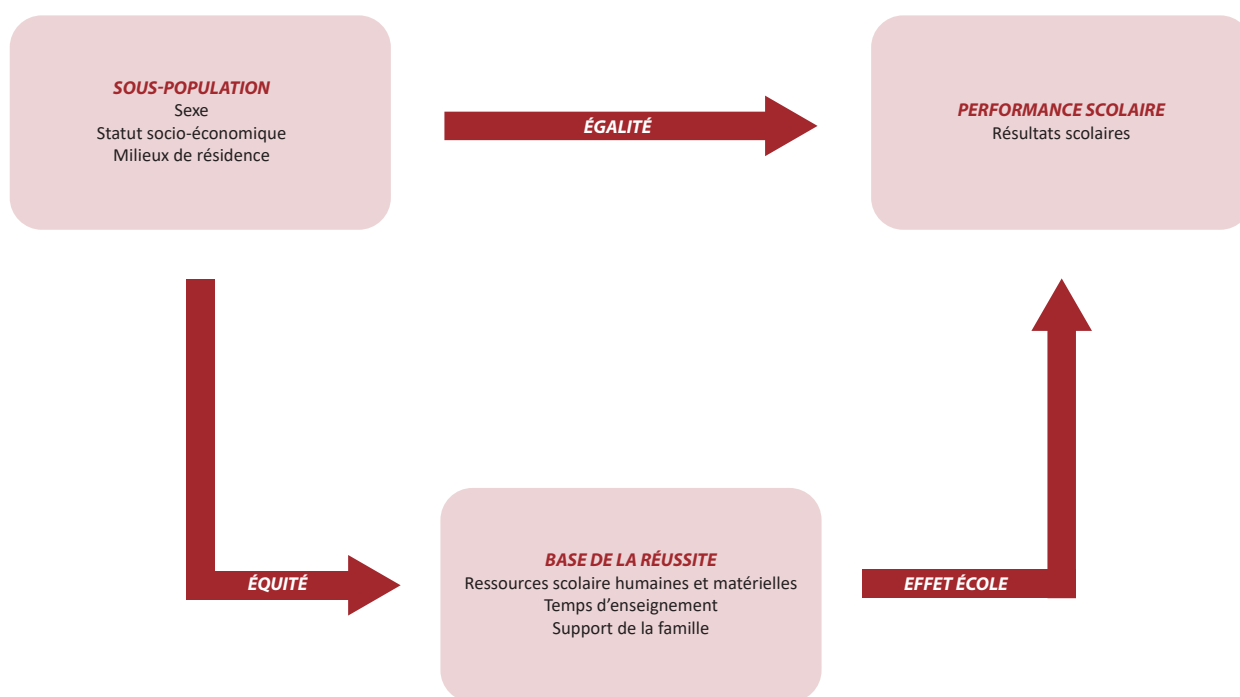 SOUS-POPULATION
Sexe
Statut socio-économique
Milieux de résidence
ÉGALITÉ
PERFORMANCE SCOLAIRE
Résultats scolaires
ÉQUITÉ
BASE DE LA RÉUSSITE
Ressources scolaire humaines et matérielles
Temps d’enseignement
Support de la famille
EFFET ÉCOLE